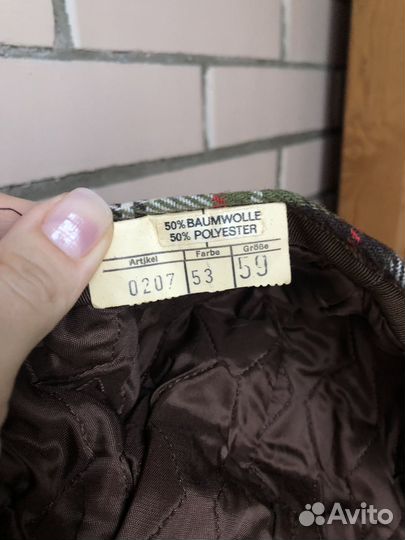 50% BAUMWOLLE
50% POLYESTER
Artikel Farbe Größe
0207 53 59
Avito